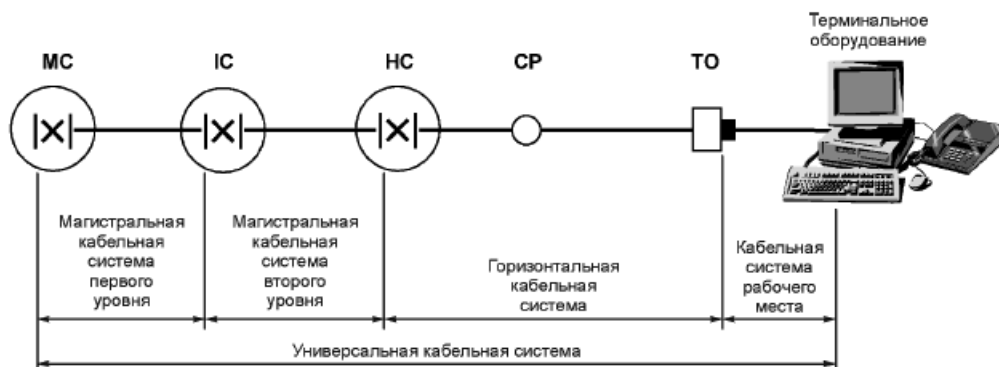 Терминальное
оборудование
MC
IC
HC
CP
TO
Магистральная
кабельная
система
первого
уровня
Магистральная
кабельная
система
второго
уровня
Горизонтальная
кабельная
система
Кабельная
система
рабочего
места
Универсальная кабельная система